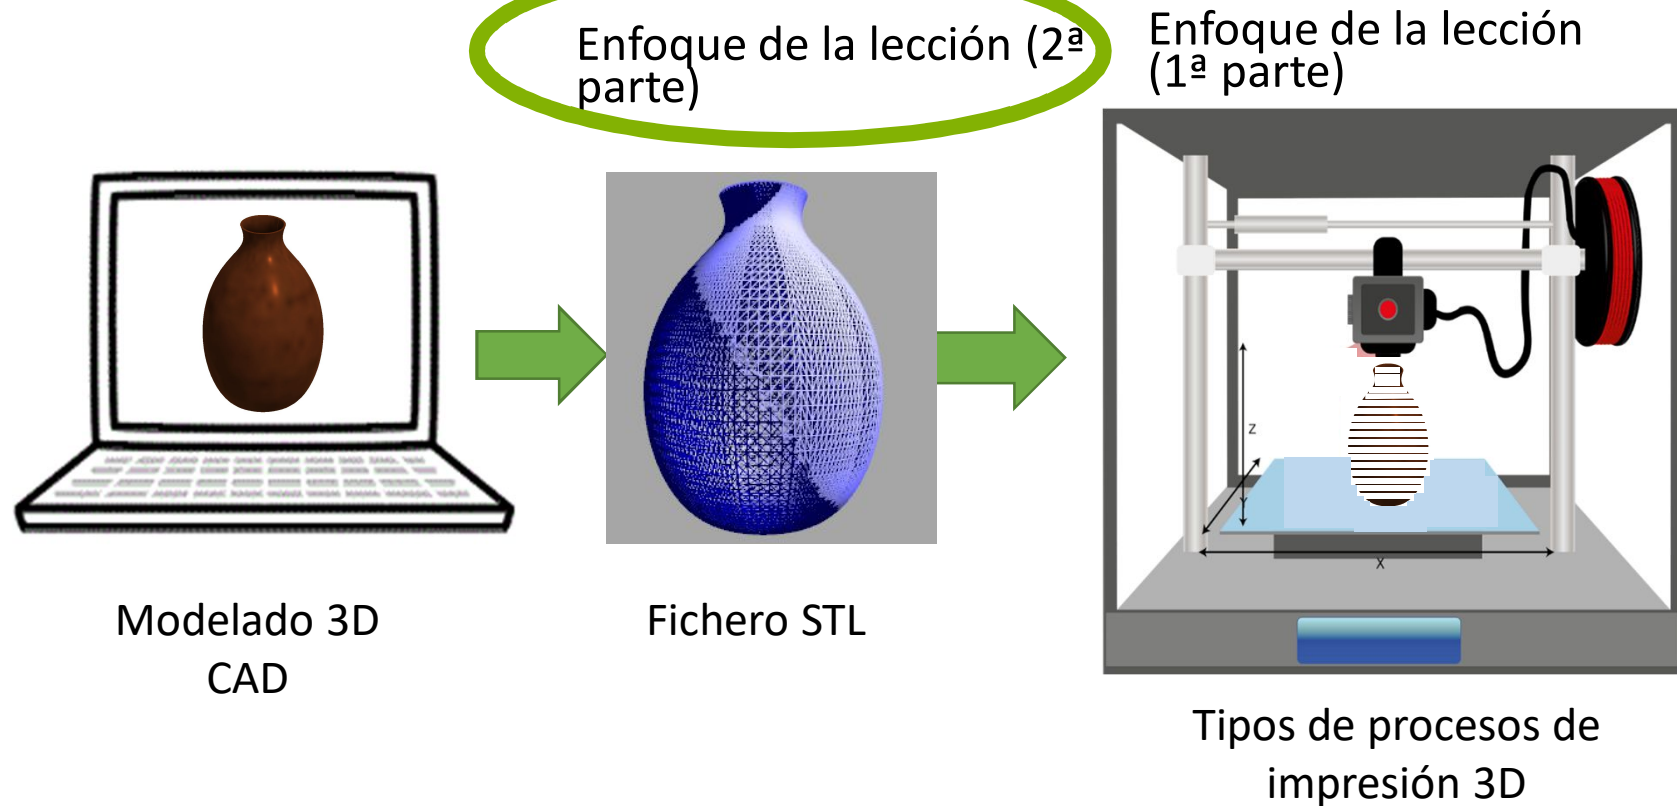 Enfoque de la lección (2ª
parte)
Enfoque de la lección
(1ª parte)
Z
X
Modelado 3D
CAD
Fichero STL
Tipos de procesos de
impresión 3D